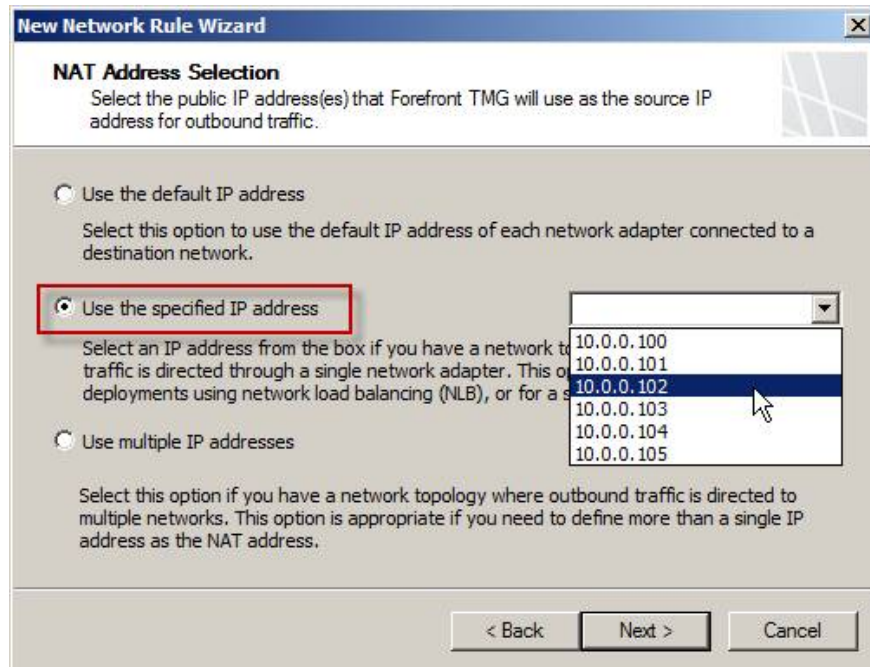 New Network Rule Wizard
NAT Address Selection
Select the public IP address(es) that Forefront TMG will use as the source IP
address for outbound traffic.
Use the default IP address
Select this option to use the default IP address of each network adapter connected to a
destination network.
Use the specified IP address
Select an IP address from the box if you have a network
traffic is directed through a single network adapter. This
deployments using network load balancing (NLB), or for a
10.0.0.100
10.0.0.101
10.0.0.102
10.0.0.103
10.0.0.104
10.0.0.105
Use multiple IP addresses
Select this option if you have a network topology where outbound traffic is directed to
multiple networks. This option is appropriate if you need to define more than a single IP
address as the NAT address.
< Back
Next >
Cancel